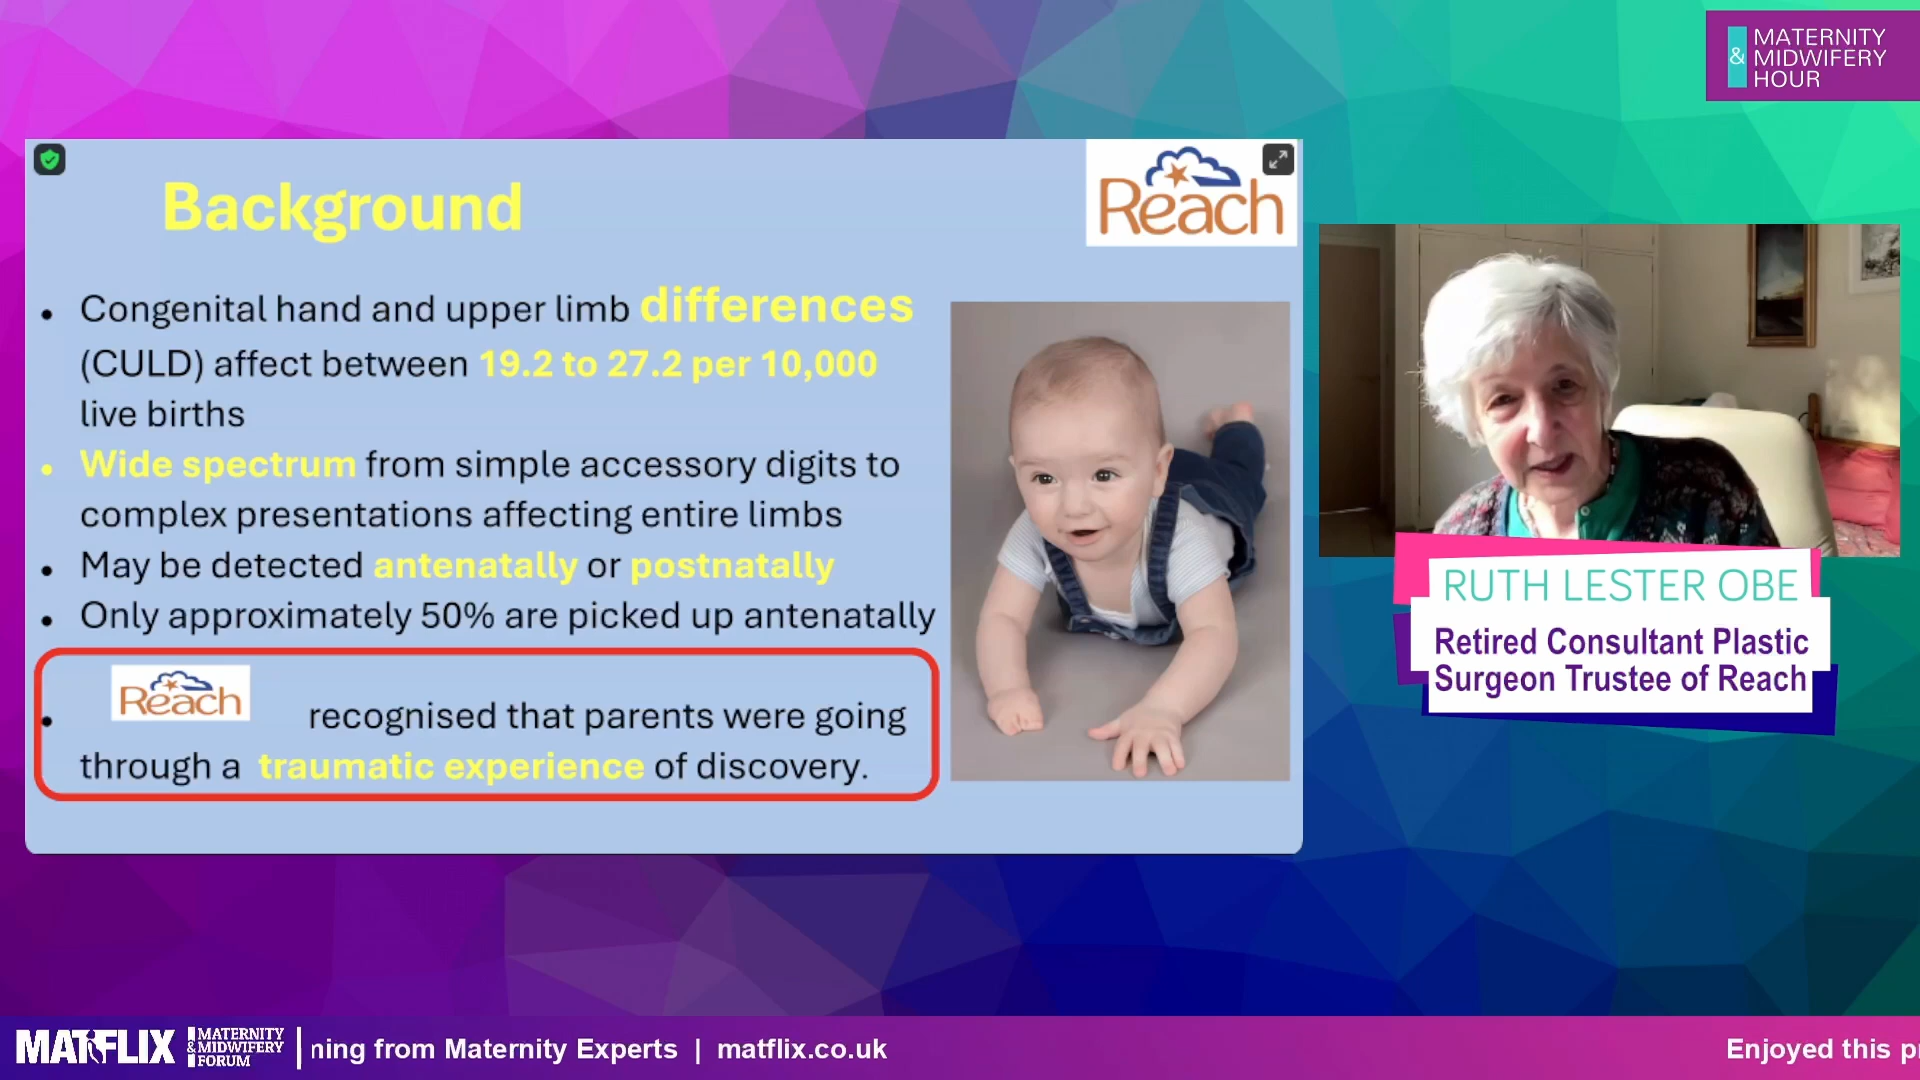 MATERNITY
& MIDWIFERY
HOUR
Background
Reach
• Congenital hand and upper limb differences
(CULD) affect between 19.2 to 27.2 per 10,000
live births
• Wide spectrum from simple accessory digits to
complex presentations affecting entire limbs
• May be detected antenatally or postnatally
• Only approximately 50% are picked up antenatally
• Reach recognised that parents were going
through a traumatic experience of discovery.
RUTH LESTER OBE
Retired Consultant Plastic
Surgeon Trustee of Reach
MATFLIX
MATERNITY
& MIDWIFERY
FORUM
ning from Maternity Experts | matflix.co.uk
Enjoyed this pr